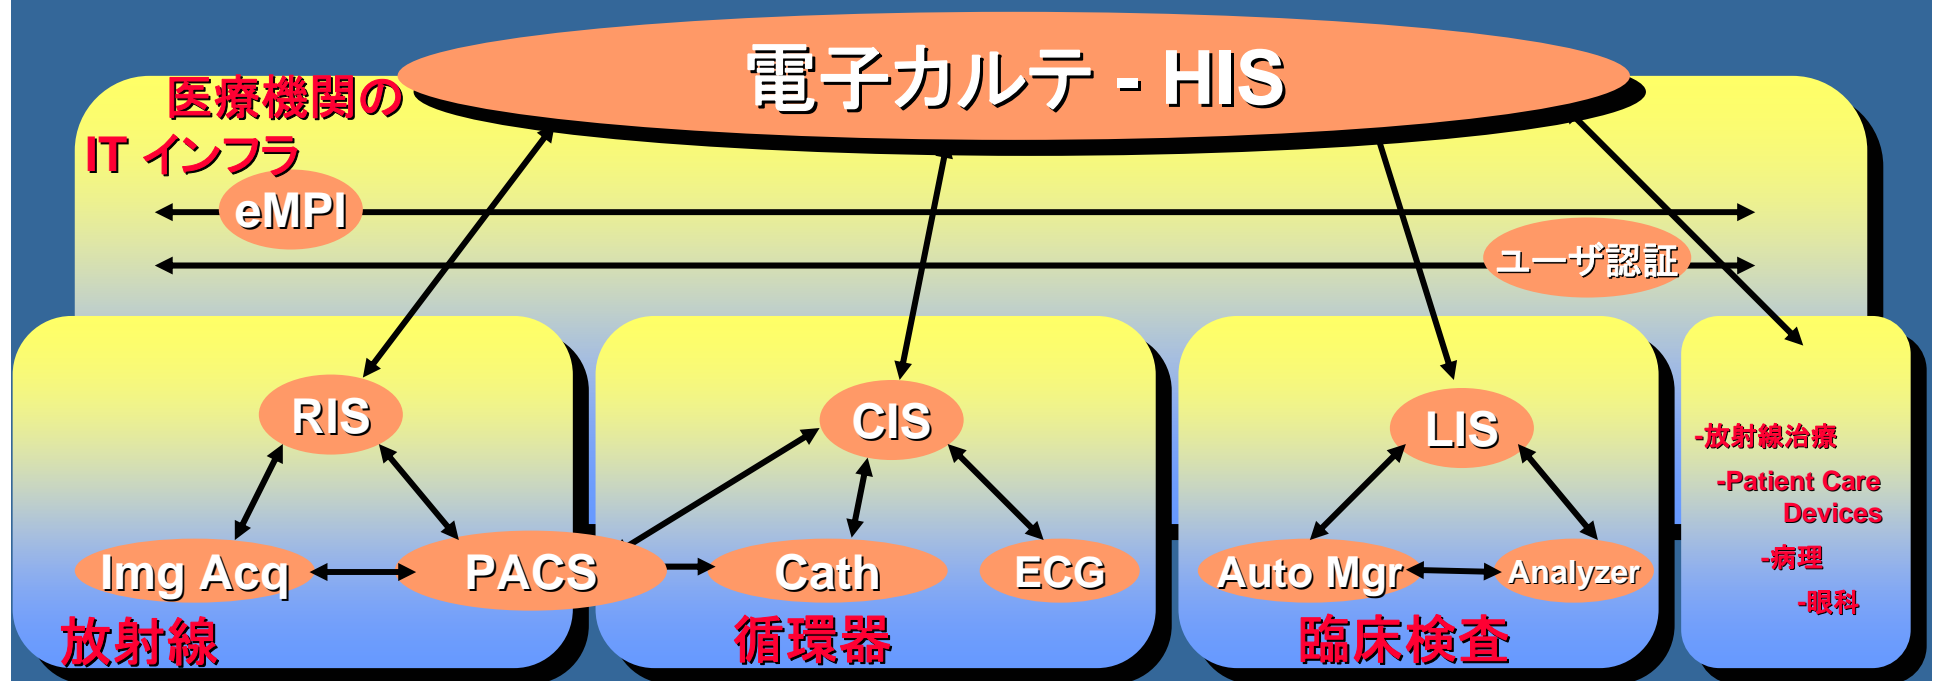 電子カルテ - HIS
医療機関の
IT インフラ
eMPI
ユーザ認証
RIS
CIS
LIS
Img Acq
PACS
Cath
ECG
Auto Mgr
Analyzer
放射線
循環器
臨床検査
-放射線治療
-Patient Care
Devices
-病理
-眼科